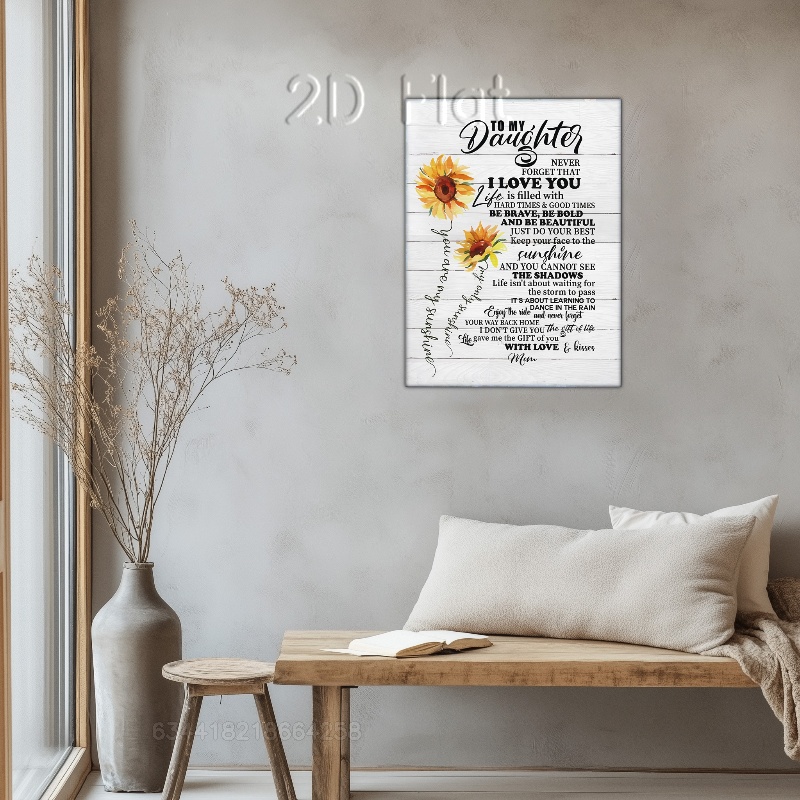 2D Flat
TO MY
Daughter
NEVER
FORGET THAT
I LOVE YOU
Life is filled with
HARD TIMES & GOOD TIMES
BE BRAVE, BE BOLD
AND BE BEAUTIFUL
JUST DO YOUR BEST
Keep your face to the
sunshine
AND YOU CANNOT SEE
THE SHADOWS
Life isn't about waiting for
the storm to pass
IT'S ABOUT LEARNING TO
DANCE IN THE RAIN
Enjoy the ride and never forget
YOUR WAY BACK HOME
I DON'T GIVE YOU the gift of life
Life gave me the GIFT of you
WITH LOVE & kisses
Mom
you are my sunshine
my only sunshine
634418218664258